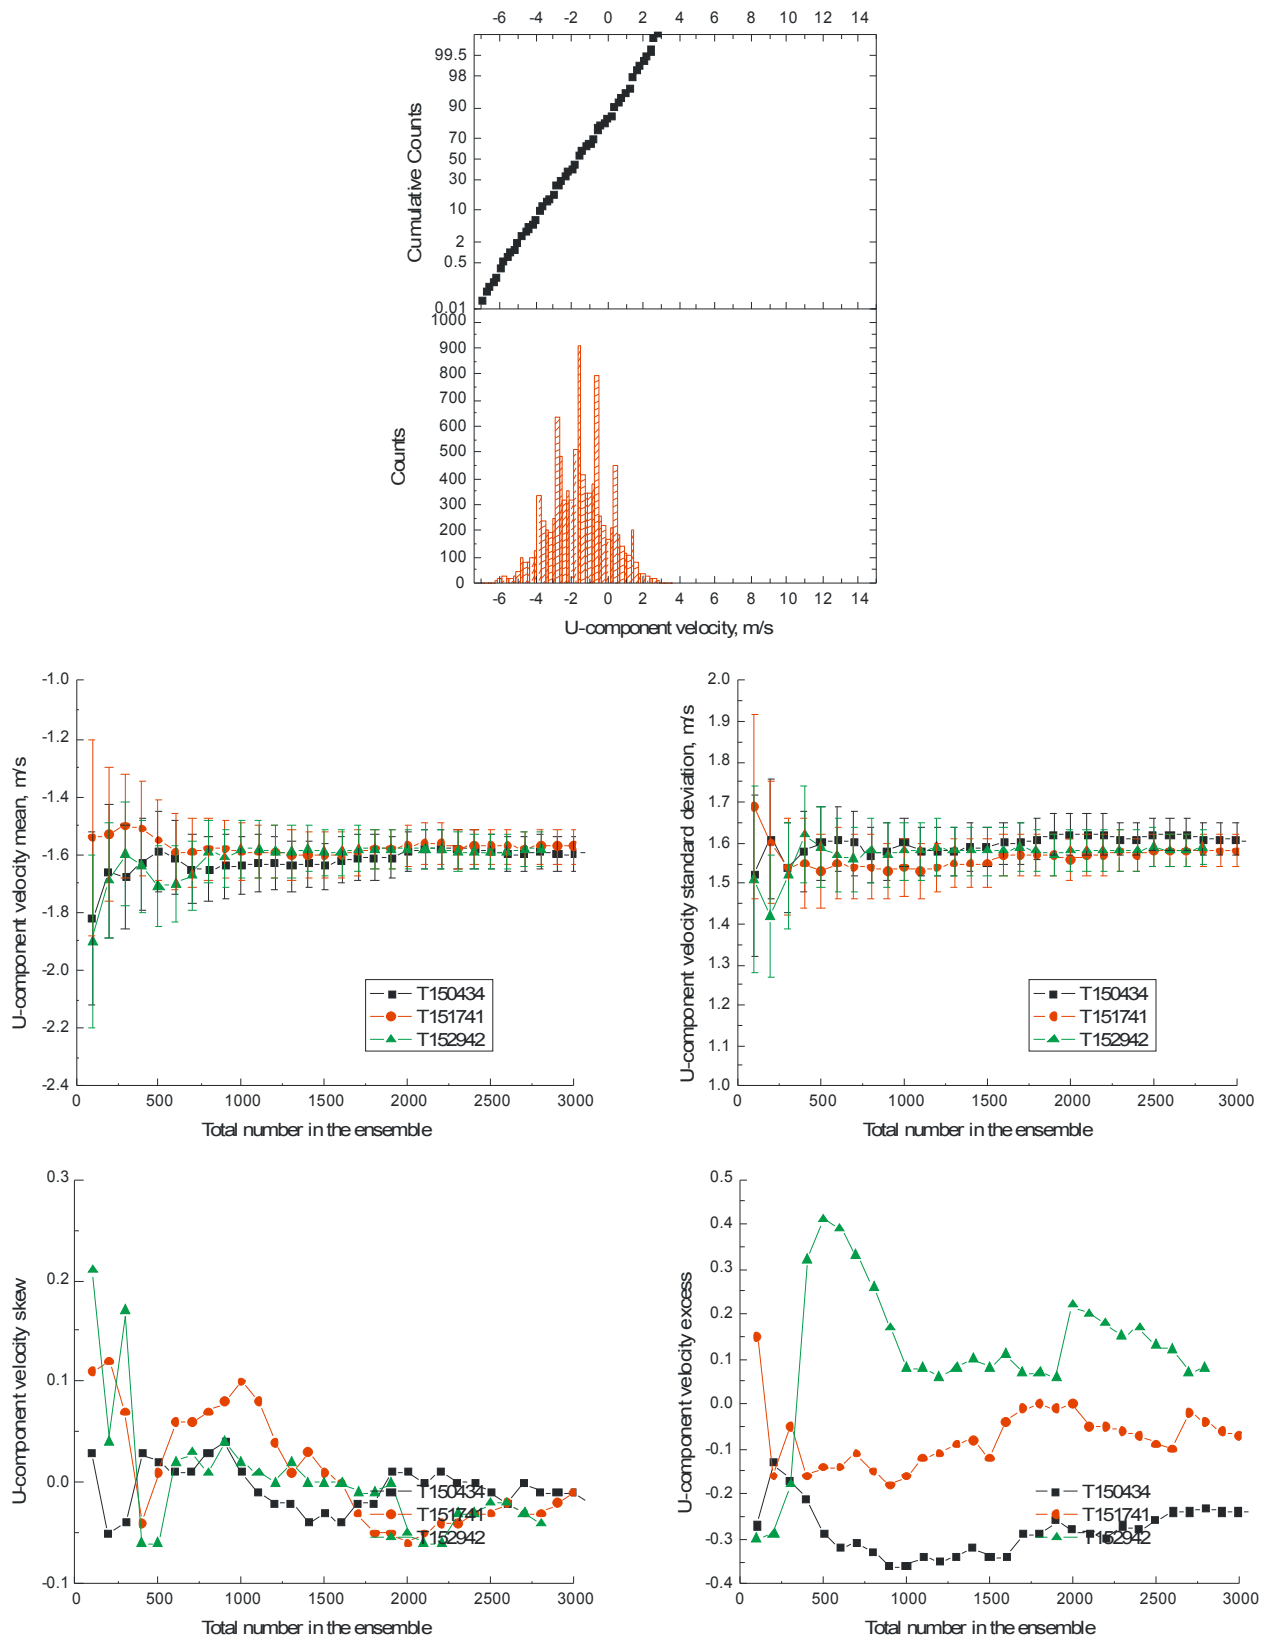 -6 -4 -2 0 2 4 6 8 10 12 14
99.5
98
90
70
50
30
10
2
0.5
0.01
Cumulative Counts
1000
900
800
700
600
500
400
300
200
100
0
Counts
-6 -4 -2 0 2 4 6 8 10 12 14
U-component velocity, m/s
-1.0
-1.2
-1.4
-1.6
-1.8
-2.0
-2.2
-2.4
U-component velocity mean, m/s
T150434
T151741
T152942
0 500 1000 1500 2000 2500 3000
Total number in the ensemble
2.0
1.9
1.8
1.7
1.6
1.5
1.4
1.3
1.2
1.1
1.0
U-component velocity standard deviation, m/s
T150434
T151741
T152942
0 500 1000 1500 2000 2500 3000
Total number in the ensemble
0.3
0.2
0.1
0.0
-0.1
U-component velocity skew
T150434
T151741
T152942
0 500 1000 1500 2000 2500 3000
Total number in the ensemble
0.5
0.4
0.3
0.2
0.1
0.0
-0.1
-0.2
-0.3
-0.4
U-component velocity excess
T150434
T151741
T152942
0 500 1000 1500 2000 2500 3000
Total number in the ensemble